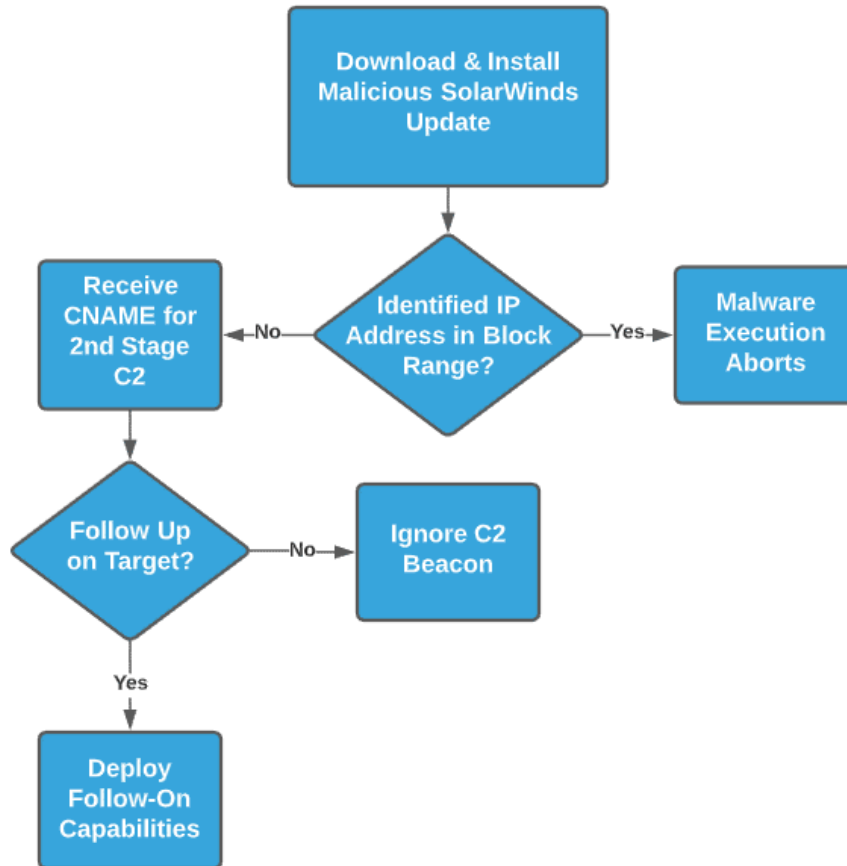 Download & Install
Malicious SolarWinds
Update
Identified IP
Address in Block
Range?
Yes
Malware
Execution
Aborts
No
Receive
CNAME for
2nd Stage
C2
Follow Up
on Target?
No
Ignore C2
Beacon
Yes
Deploy
Follow-On
Capabilities